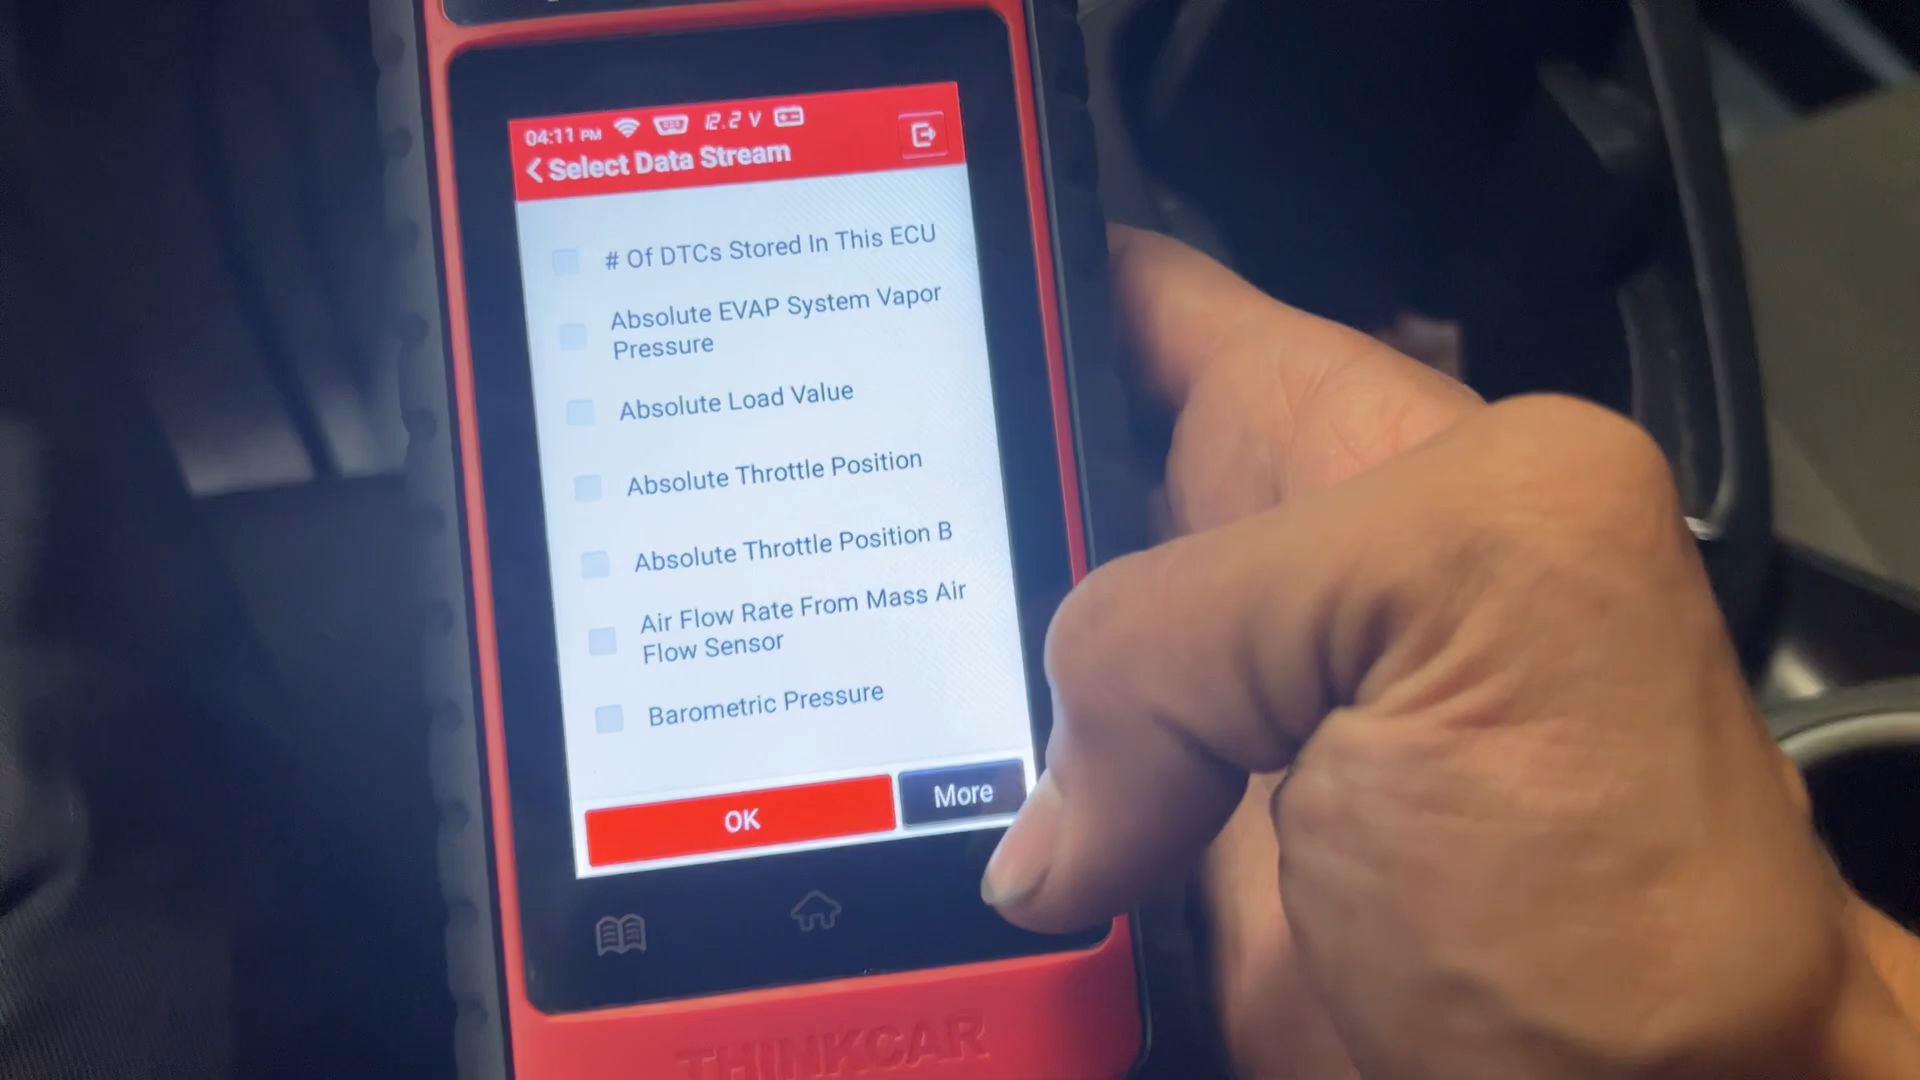 04:11 PM 12.2 V
< Select Data Stream
# Of DTCs Stored In This ECU
Absolute EVAP System Vapor
Pressure
Absolute Load Value
Absolute Throttle Position
Absolute Throttle Position B
Air Flow Rate From Mass Air
Flow Sensor
Barometric Pressure
OK
More
THINKCAR